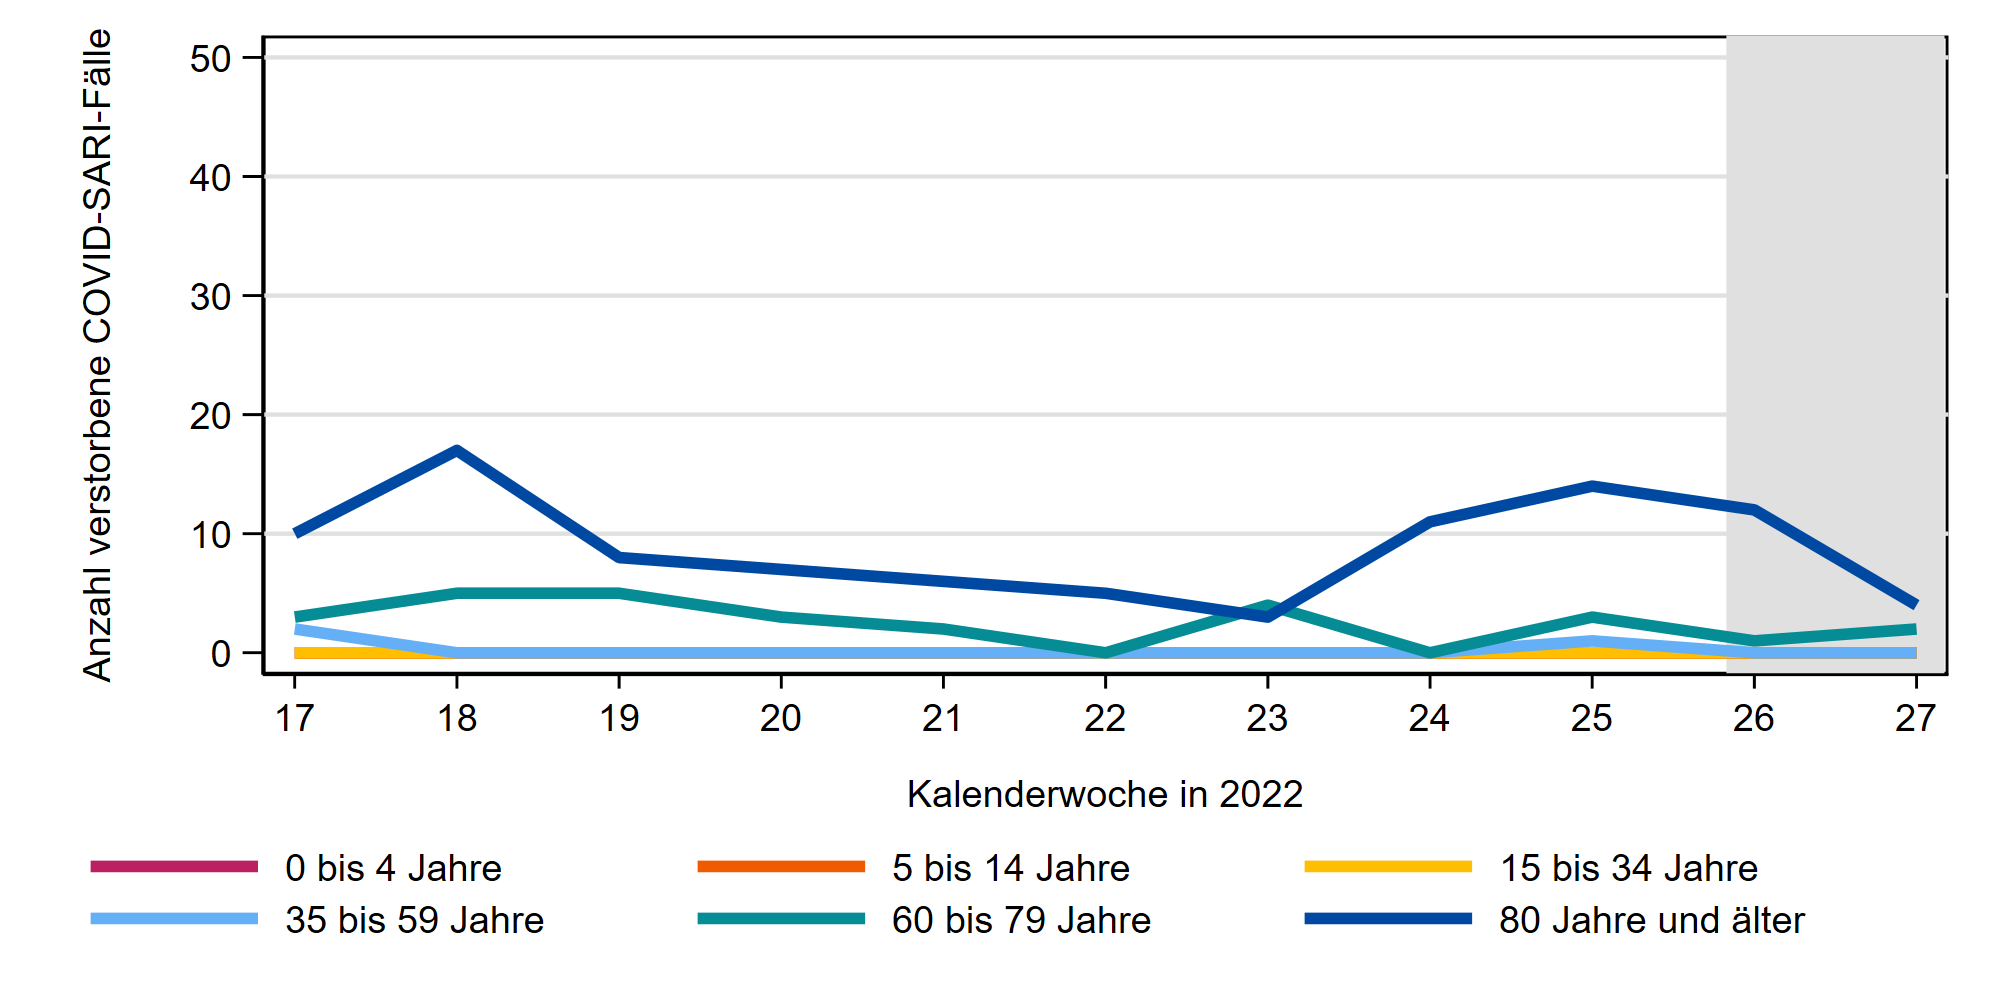 Anzahl verstorbene COVID-SARI-Fälle
50
40
30
20
10
0
17 18 19 20 21 22 23 24 25 26 27
Kalenderwoche in 2022
0 bis 4 Jahre 5 bis 14 Jahre 15 bis 34 Jahre
35 bis 59 Jahre 60 bis 79 Jahre 80 Jahre und älter